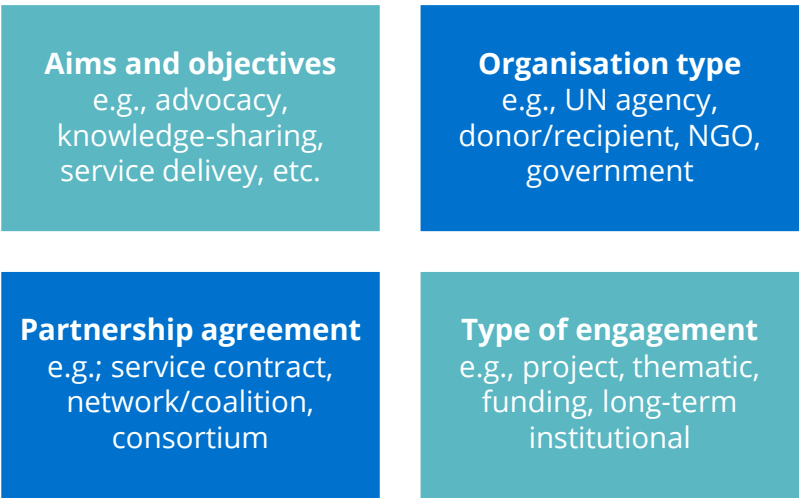 Aims and objectives
e.g., advocacy,
knowledge-sharing,
service delivey, etc.
Organisation type
e.g., UN agency,
donor/recipient, NGO,
government
Partnership agreement
e.g.; service contract,
network/coalition,
consortium
Type of engagement
e.g., project, thematic,
funding, long-term
institutional